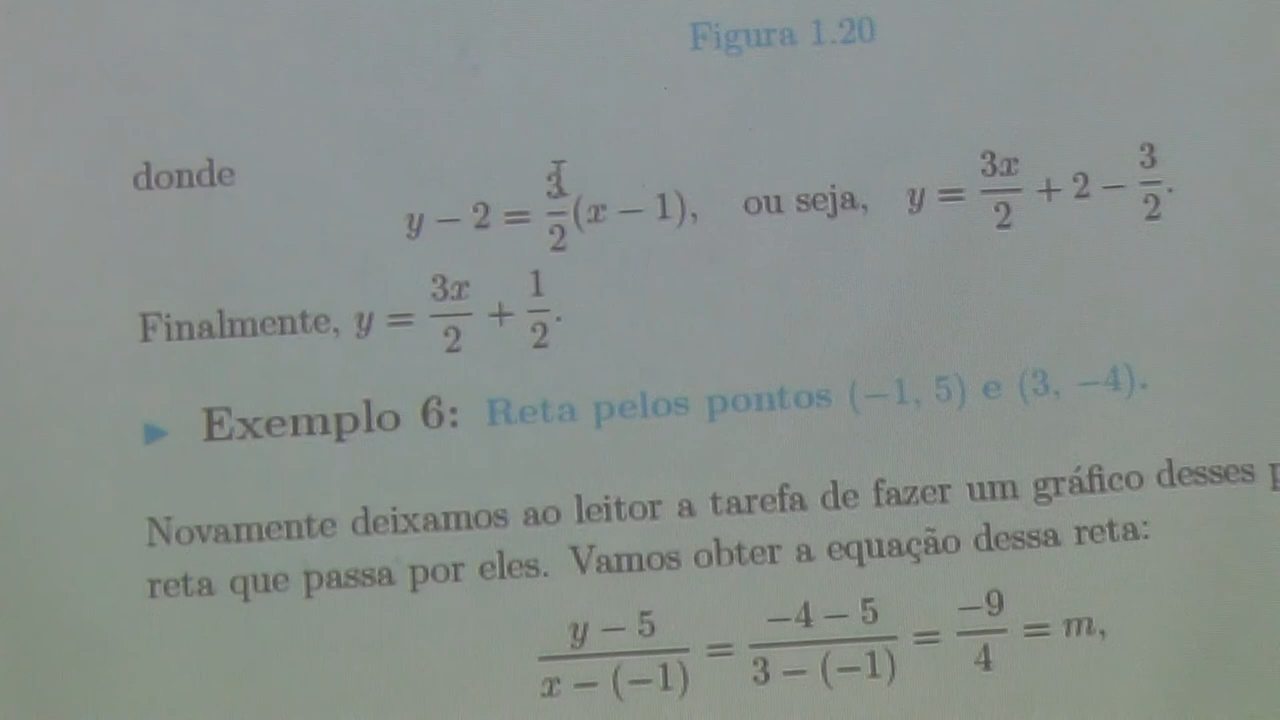 Figura 1.20
donde
y − 2 = 3/2 (x − 1), ou seja, y = 3x/2 + 2 − 3/2.
Finalmente, y = 3x/2 + 1/2.
▶ Exemplo 6: Reta pelos pontos (−1, 5) e (3, −4).
Novamente deixamos ao leitor a tarefa de fazer um gráfico desses
reta que passa por eles. Vamos obter a equação dessa reta:
(y − 5)/(x − (−1)) = (−4 − 5)/(3 − (−1)) = −9/4 = m,